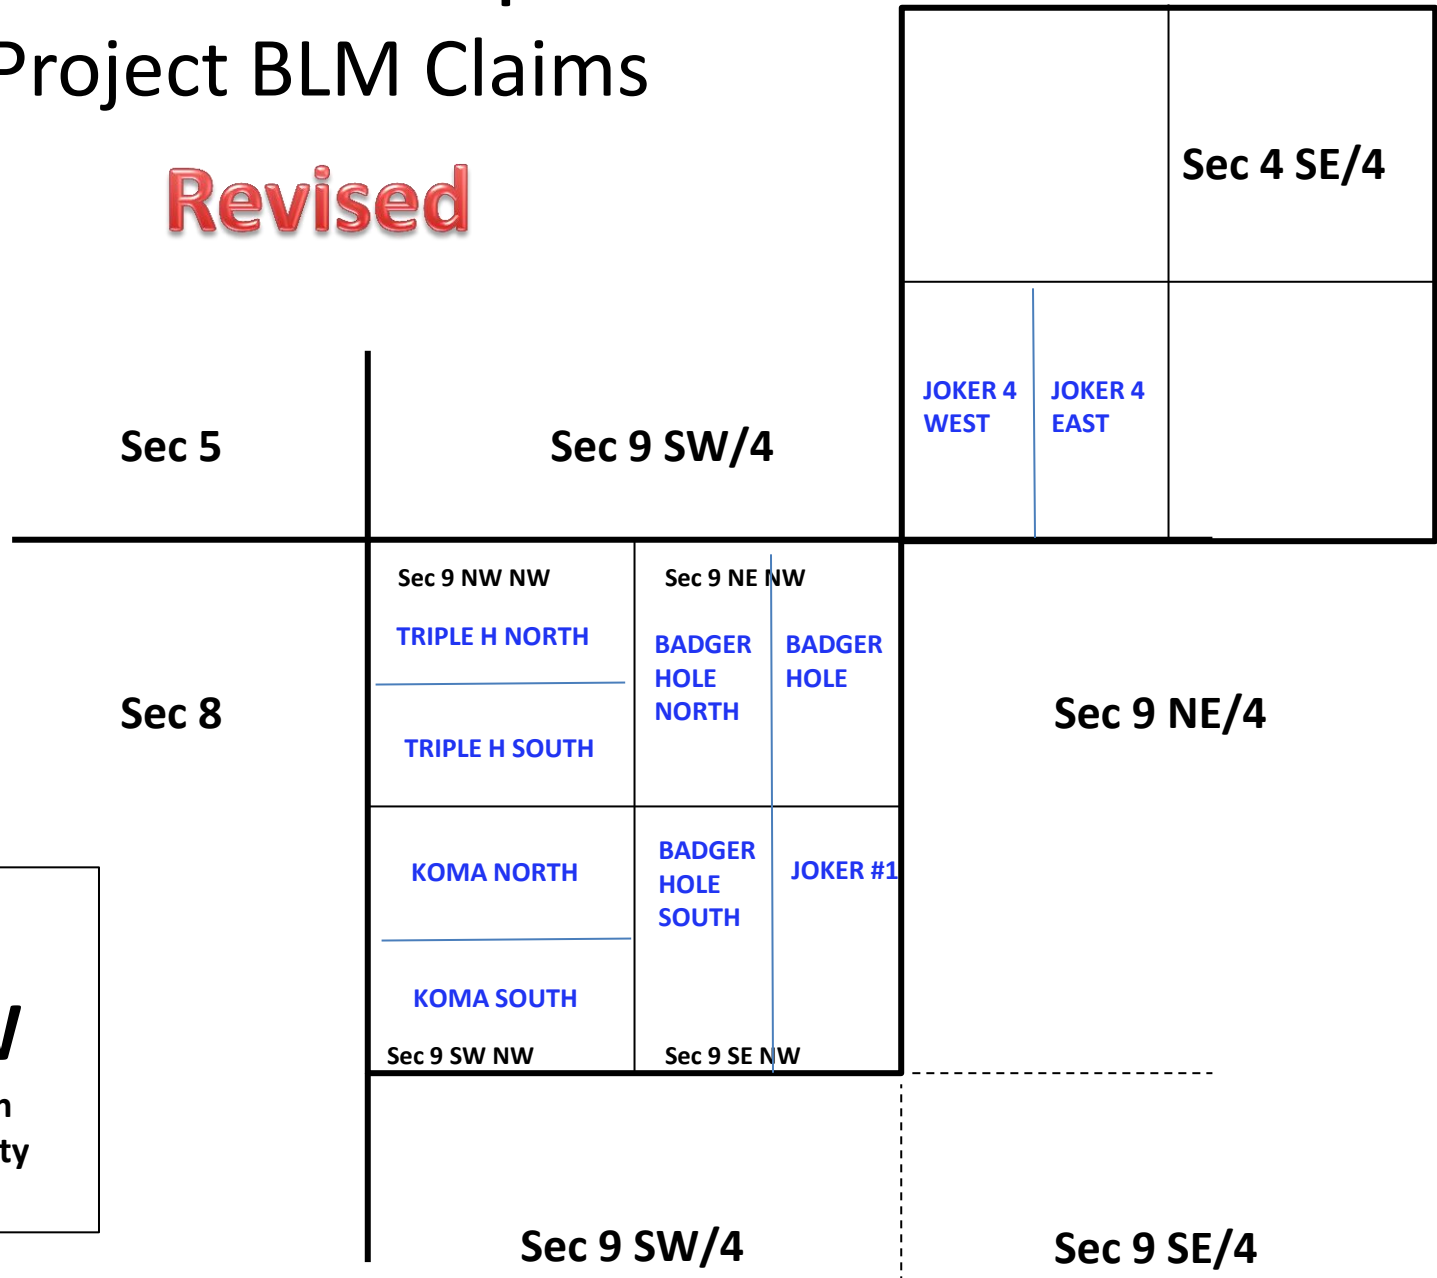 Project BLM Claims
Revised
Sec 4 SE/4
JOKER 4
WEST
JOKER 4
EAST
Sec 5
Sec 9 SW/4
Sec 9 NW NW
Sec 9 NE NW
TRIPLE H NORTH
BADGER
HOLE
NORTH
BADGER
HOLE
Sec 8
Sec 9 NE/4
TRIPLE H SOUTH
KOMA NORTH
BADGER
HOLE
SOUTH
JOKER #1
KOMA SOUTH
Sec 9 SW NW
Sec 9 SE NW
Sec 9 SW/4
Sec 9 SE/4